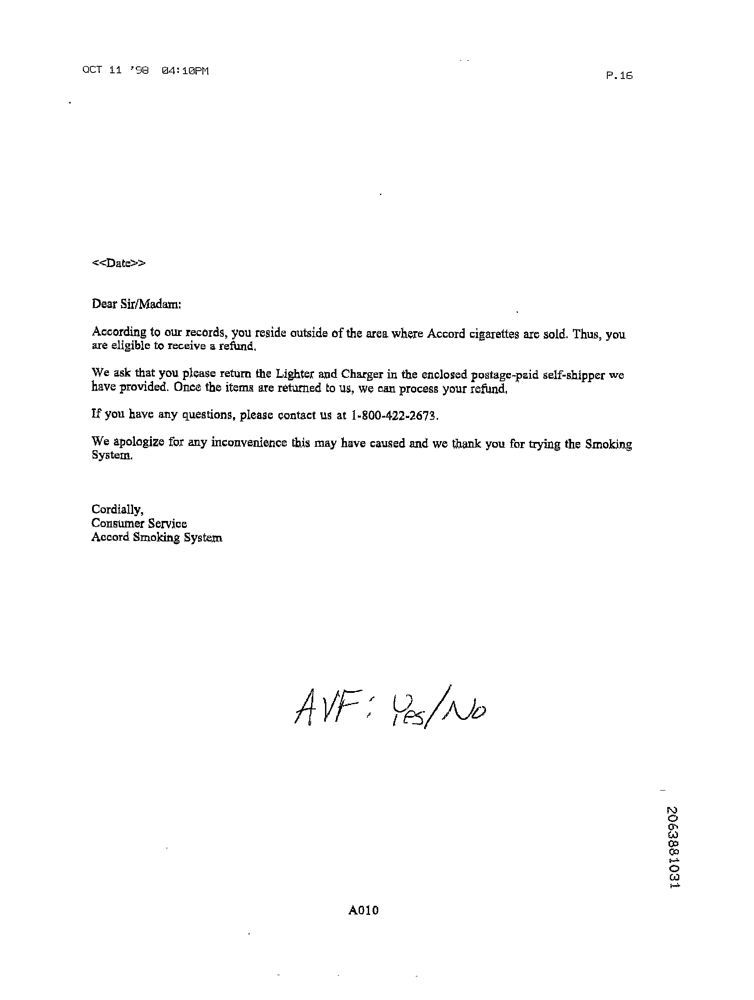 OCT 11 '98 04:10PM
P.16
<<Date>>
Dear Sir/Madam:
According to our records, you reside outside of the area where Accord cigarettes are sold. Thus, you
are eligible to receive a refund.
We ask that you please return the Lighter and Charger in the enclosed postage-paid self-shipper we
have provided. Once the items are returned to us, we can process your refund.
If you have any questions, please contact us at 1-800-422-2673.
We apologize for any inconvenience this may have caused and we thank you for trying the Smoking
System.
Cordially,
Consumer Service
Accord Smoking System
AVF: Yes/No
2063881031
A010